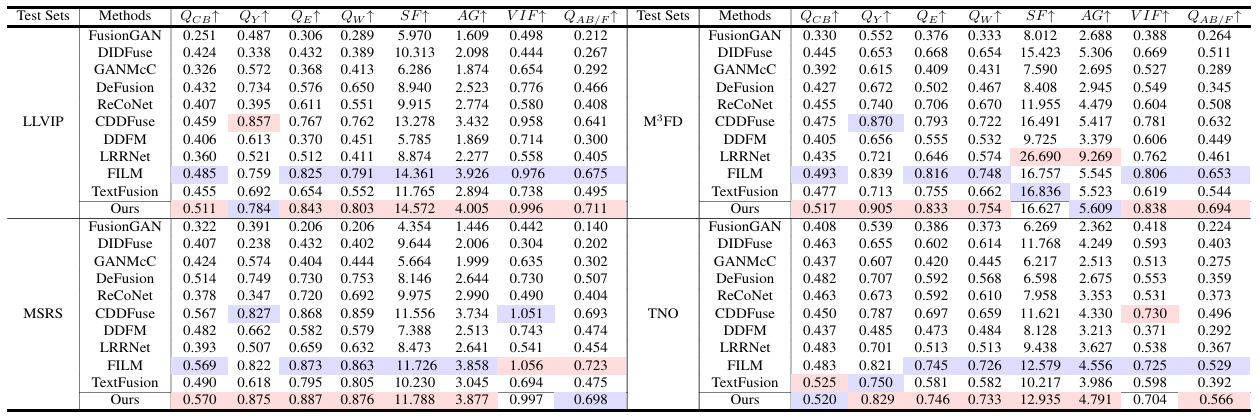 Test Sets Methods Q_CB↑ Q_Y↑ Q_E↑ Q_W↑ SF↑ AG↑ VIF↑ Q_AB/F↑ Test Sets Methods Q_CB↑ Q_Y↑ Q_E↑ Q_W↑ SF↑ AG↑ VIF↑ Q_AB/F↑
FusionGAN 0.251 0.487 0.306 0.289 5.970 1.609 0.498 0.212 FusionGAN 0.330 0.552 0.376 0.333 8.012 2.688 0.388 0.264
DIDFuse 0.424 0.338 0.432 0.389 10.313 2.098 0.444 0.267 DIDFuse 0.445 0.653 0.668 0.654 15.423 5.306 0.669 0.511
GANMcC 0.326 0.572 0.368 0.413 6.286 1.874 0.654 0.292 GANMcC 0.392 0.615 0.409 0.431 7.590 2.695 0.527 0.289
DeFusion 0.432 0.734 0.576 0.650 8.940 2.523 0.776 0.466 DeFusion 0.427 0.672 0.502 0.467 8.408 2.945 0.549 0.345
ReCoNet 0.407 0.395 0.611 0.551 9.915 2.774 0.580 0.408 ReCoNet 0.455 0.740 0.706 0.670 11.955 4.479 0.604 0.508
LLVIP CDDFuse 0.459 0.857 0.767 0.762 13.278 3.432 0.958 0.641 M³FD CDDFuse 0.475 0.870 0.793 0.722 16.491 5.417 0.781 0.632
DDFM 0.406 0.613 0.370 0.451 5.785 1.869 0.714 0.300 DDFM 0.405 0.656 0.555 0.532 9.725 3.379 0.606 0.449
LRRNet 0.360 0.521 0.512 0.411 8.874 2.277 0.558 0.405 LRRNet 0.435 0.721 0.646 0.574 26.690 9.269 0.762 0.461
FILM 0.485 0.759 0.825 0.791 14.361 3.926 0.976 0.675 FILM 0.493 0.839 0.816 0.748 16.757 5.545 0.806 0.653
TextFusion 0.455 0.692 0.654 0.552 11.765 2.894 0.738 0.495 TextFusion 0.477 0.713 0.755 0.662 16.836 5.523 0.619 0.544
Ours 0.511 0.784 0.843 0.803 14.572 4.005 0.996 0.711 Ours 0.517 0.905 0.833 0.754 16.627 5.609 0.838 0.694
FusionGAN 0.322 0.391 0.206 0.206 4.354 1.446 0.442 0.140 FusionGAN 0.408 0.539 0.386 0.373 6.269 2.362 0.418 0.224
DIDFuse 0.407 0.238 0.432 0.402 9.644 2.006 0.304 0.202 DIDFuse 0.463 0.655 0.602 0.614 11.768 4.249 0.593 0.403
GANMcC 0.424 0.574 0.404 0.444 5.664 1.999 0.635 0.302 GANMcC 0.437 0.607 0.420 0.445 6.217 2.513 0.513 0.275
DeFusion 0.514 0.749 0.730 0.753 8.146 2.644 0.730 0.507 DeFusion 0.482 0.707 0.592 0.568 6.598 2.675 0.553 0.359
ReCoNet 0.378 0.347 0.720 0.692 9.975 2.990 0.490 0.404 ReCoNet 0.463 0.673 0.592 0.610 7.958 3.353 0.531 0.373
MSRS CDDFuse 0.567 0.827 0.868 0.859 11.556 3.734 1.051 0.693 TNO CDDFuse 0.450 0.787 0.697 0.659 11.621 4.330 0.730 0.496
DDFM 0.482 0.662 0.582 0.579 7.388 2.513 0.743 0.474 DDFM 0.437 0.485 0.473 0.484 8.128 3.213 0.371 0.292
LRRNet 0.393 0.507 0.659 0.632 8.473 2.641 0.541 0.454 LRRNet 0.483 0.701 0.513 0.513 9.438 3.627 0.538 0.367
FILM 0.569 0.822 0.873 0.863 11.726 3.858 1.056 0.723 FILM 0.483 0.821 0.745 0.726 12.579 4.556 0.725 0.529
TextFusion 0.490 0.618 0.795 0.805 10.230 3.045 0.694 0.475 TextFusion 0.525 0.750 0.581 0.582 10.217 3.986 0.598 0.392
Ours 0.570 0.875 0.887 0.876 11.788 3.877 0.997 0.698 Ours 0.520 0.829 0.746 0.733 12.935 4.791 0.704 0.566